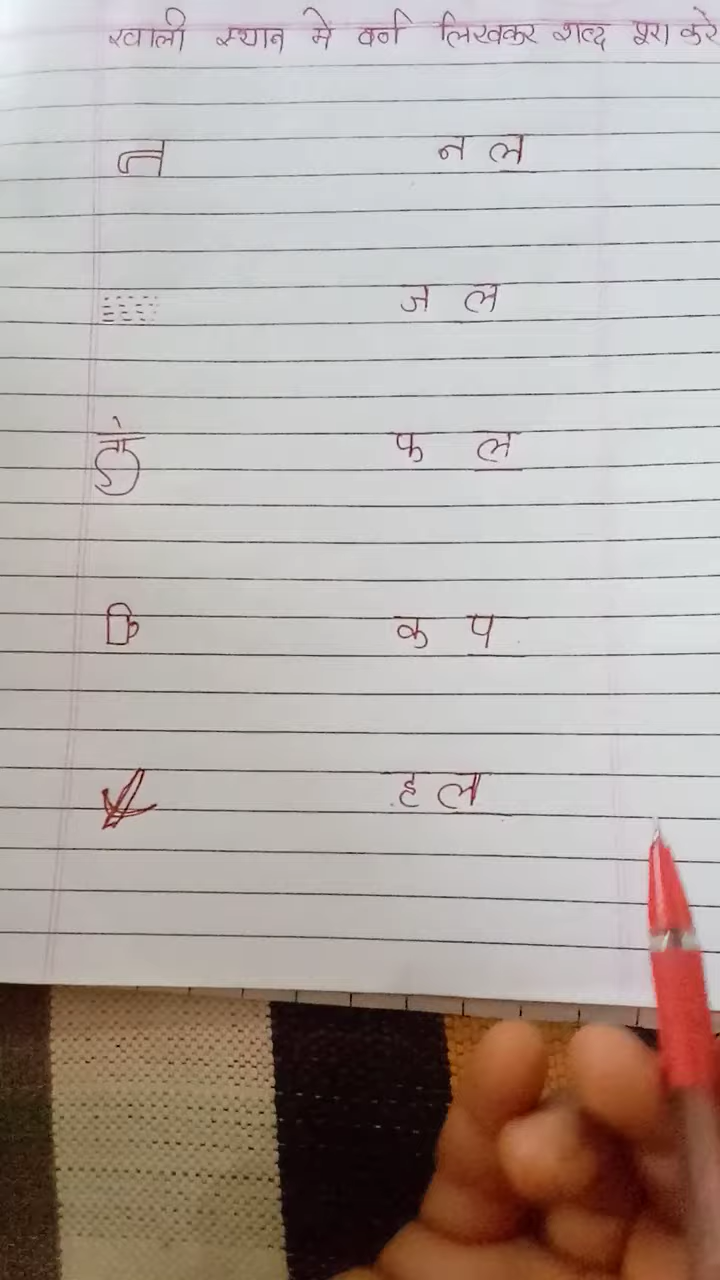 खाली स्थान मे वर्न लिखकर शब्द पूरा करे
न ल
ज ल
फ ल
क प
ह ल